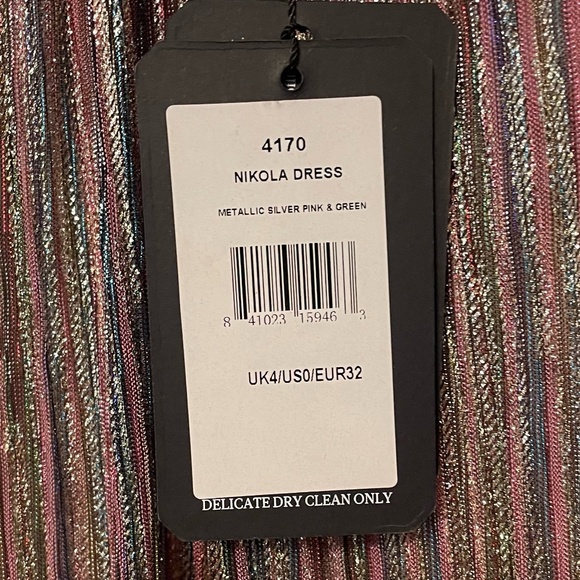 4170
NIKOLA DRESS
METALLIC SILVER PINK & GREEN
8 41023 15946 3
UK4/US0/EUR32
DELICATE DRY CLEAN ONLY